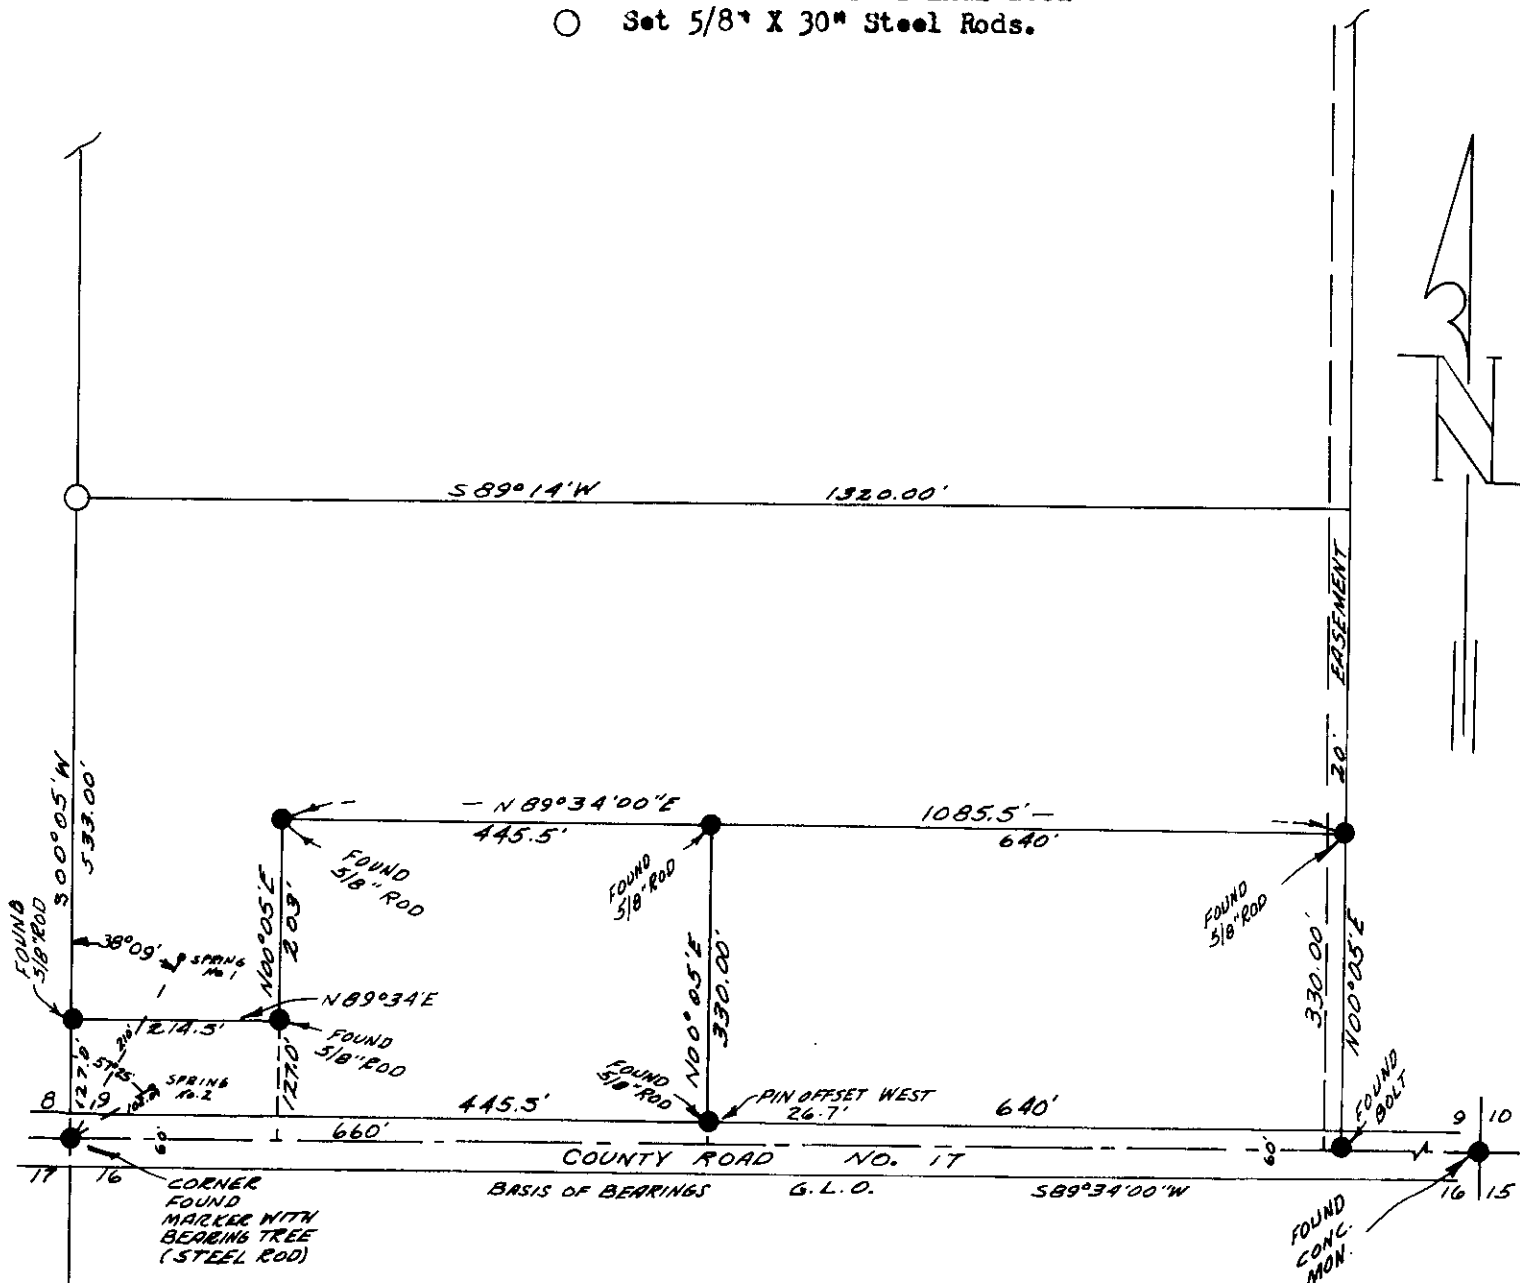 Set 5/8" X 30" Steel Rods.
N
S 89° 14' W 1320.00'
20' EASEMENT
S 00° 05' W
533.00'
— N 89° 34' 00" E 1085.5' —
445.5' 640'
FOUND
5/8" ROD
FOUND
5/8" ROD
FOUND
5/8" ROD
FOUND
5/8" ROD
N00° 05' E
203'
38° 09'
SPRING
No. 1
N 89° 34' E
214.5'
FOUND
5/8" ROD
N00° 05' E
330.00'
330.00'
N00° 05' E
127.0'
210'
57° 25'
SPRING
No. 2
127.0'
FOUND
5/8" ROD
PIN OFFSET WEST
26.7'
FOUND
BOLT
8 19 445.5' 640' 9 10
60' 660' 60'
COUNTY ROAD NO. 17
17 16 BASIS OF BEARINGS G.L.O. S89° 34' 00" W 16 15
CORNER
FOUND
MARKER WITH
BEARING TREE
(STEEL ROD)
FOUND
CONC.
MON.